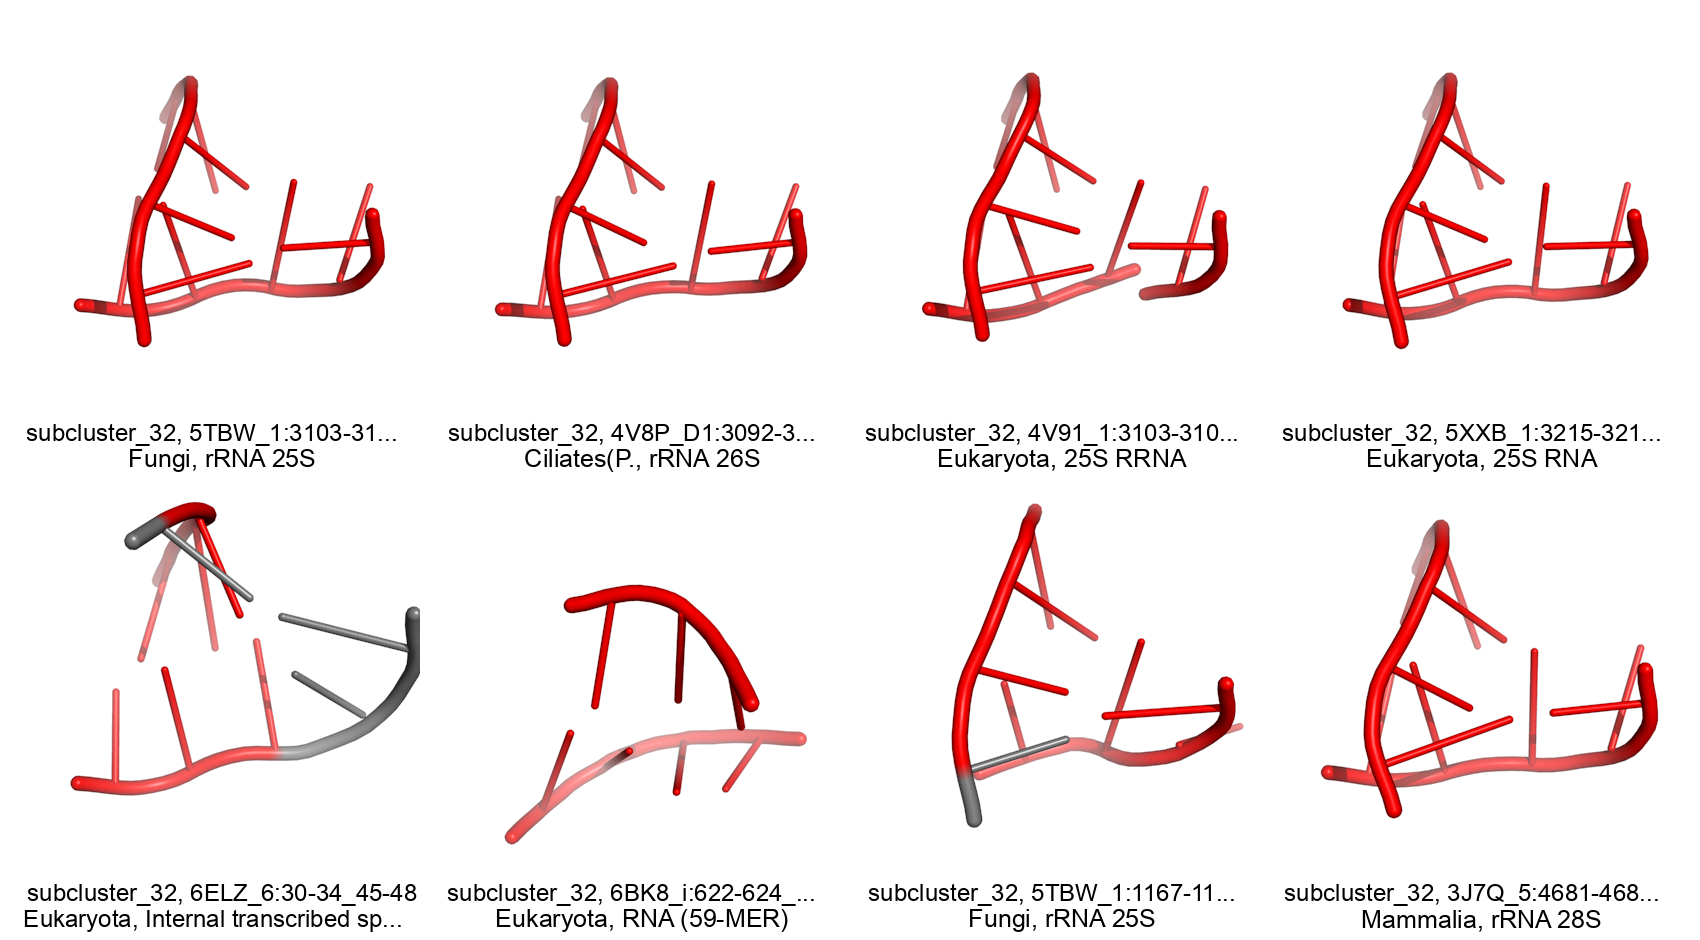 subcluster_32, 5TBW_1:3103-31...
Fungi, rRNA 25S
subcluster_32, 4V8P_D1:3092-3...
Ciliates(P., rRNA 26S
subcluster_32, 4V91_1:3103-310...
Eukaryota, 25S RRNA
subcluster_32, 5XXB_1:3215-321...
Eukaryota, 25S RNA
subcluster_32, 6ELZ_6:30-34_45-48
Eukaryota, Internal transcribed sp...
subcluster_32, 6BK8_i:622-624_...
Eukaryota, RNA (59-MER)
subcluster_32, 5TBW_1:1167-11...
Fungi, rRNA 25S
subcluster_32, 3J7Q_5:4681-468...
Mammalia, rRNA 28S